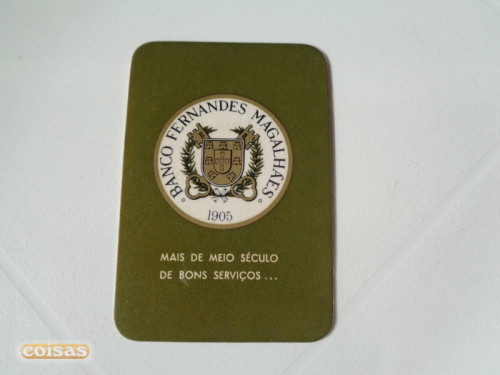 BANCO FERNANDES MAGALHÃES
1905
MAIS DE MEIO SÉCULO
DE BONS SERVIÇOS...
coisas